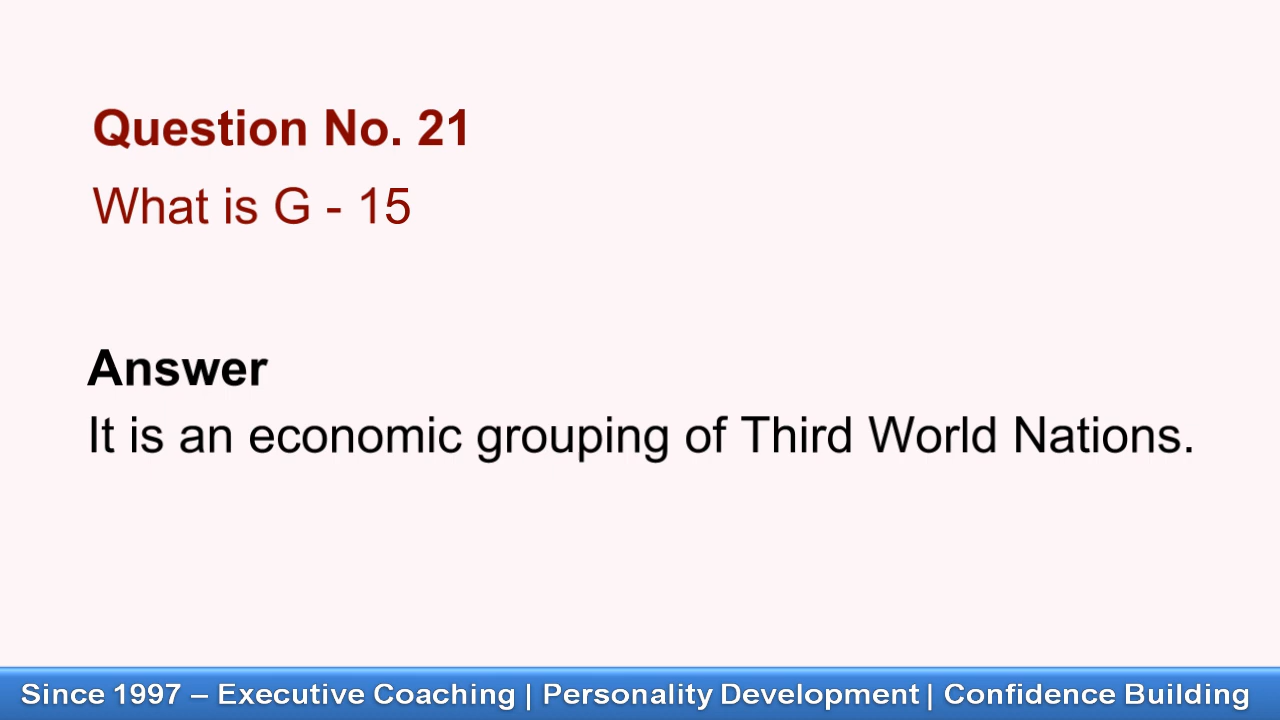 Question No. 21
What is G - 15
Answer
It is an economic grouping of Third World Nations.
Since 1997 – Executive Coaching | Personality Development | Confidence Building